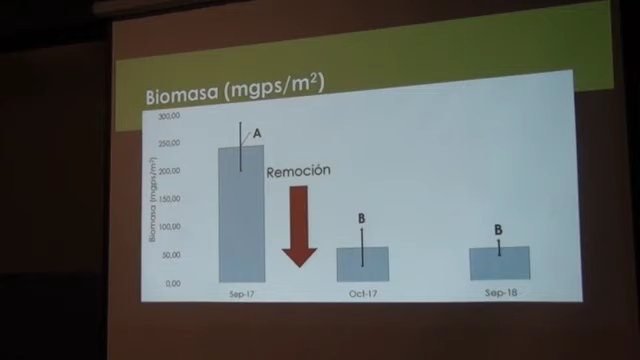 Biomasa (mgps/m²)
300,00
250,00
200,00
150,00
100,00
50,00
0,00
Biomasa (mgps/m²)
A
Remoción
B
B
Sep-17
Oct-17
Sep-18